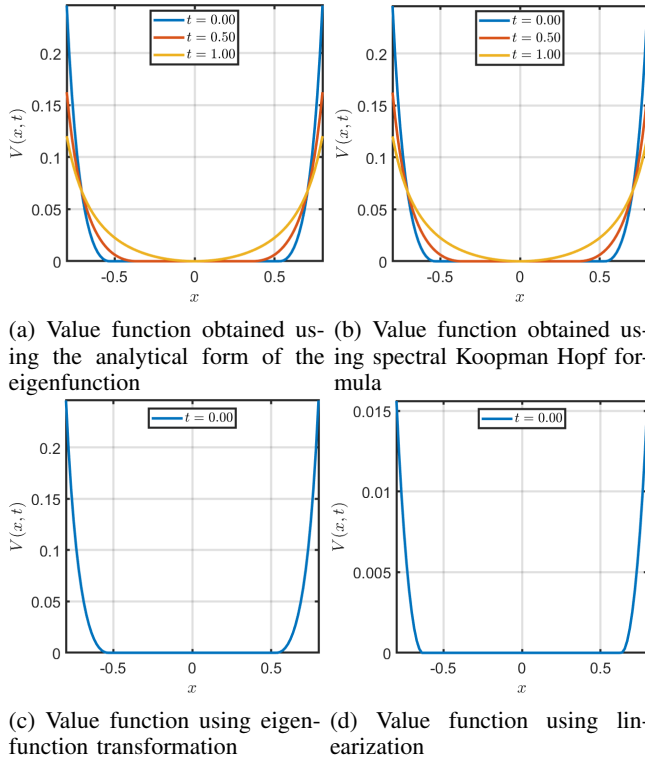 t = 0.00
t = 0.50
t = 1.00
0.2
0.15
0.1
0.05
0
V(x, t)
-0.5
0
0.5
x
t = 0.00
t = 0.50
t = 1.00
0.2
0.15
0.1
0.05
0
V(x, t)
-0.5
0
0.5
x
(a) Value function obtained us-
ing the analytical form of the
eigenfunction
(b) Value function obtained us-
ing spectral Koopman Hopf for-
mula
t = 0.00
0.2
0.15
0.1
0.05
0
V(x, t)
-0.5
0
0.5
x
t = 0.00
0.015
0.01
0.005
0
V(x, t)
-0.5
0
0.5
x
(c) Value function using eigen-
function transformation
(d) Value function using lin-
earization